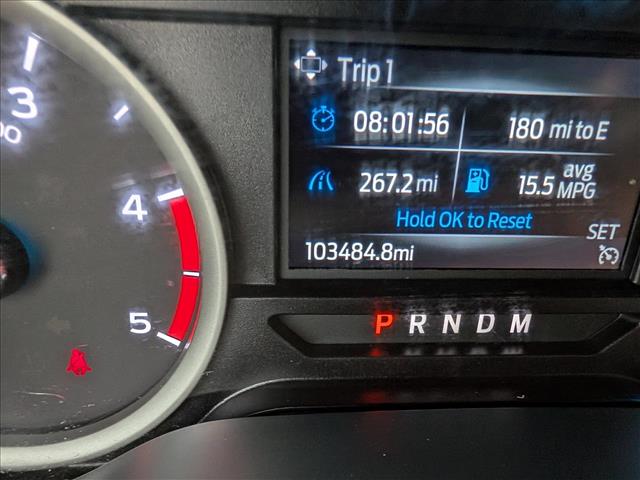 Trip 1
08:01:56
180 mi to E
267.2 mi
15.5 avg MPG
Hold OK to Reset
SET
103484.8mi
P R N D M
3
4
5